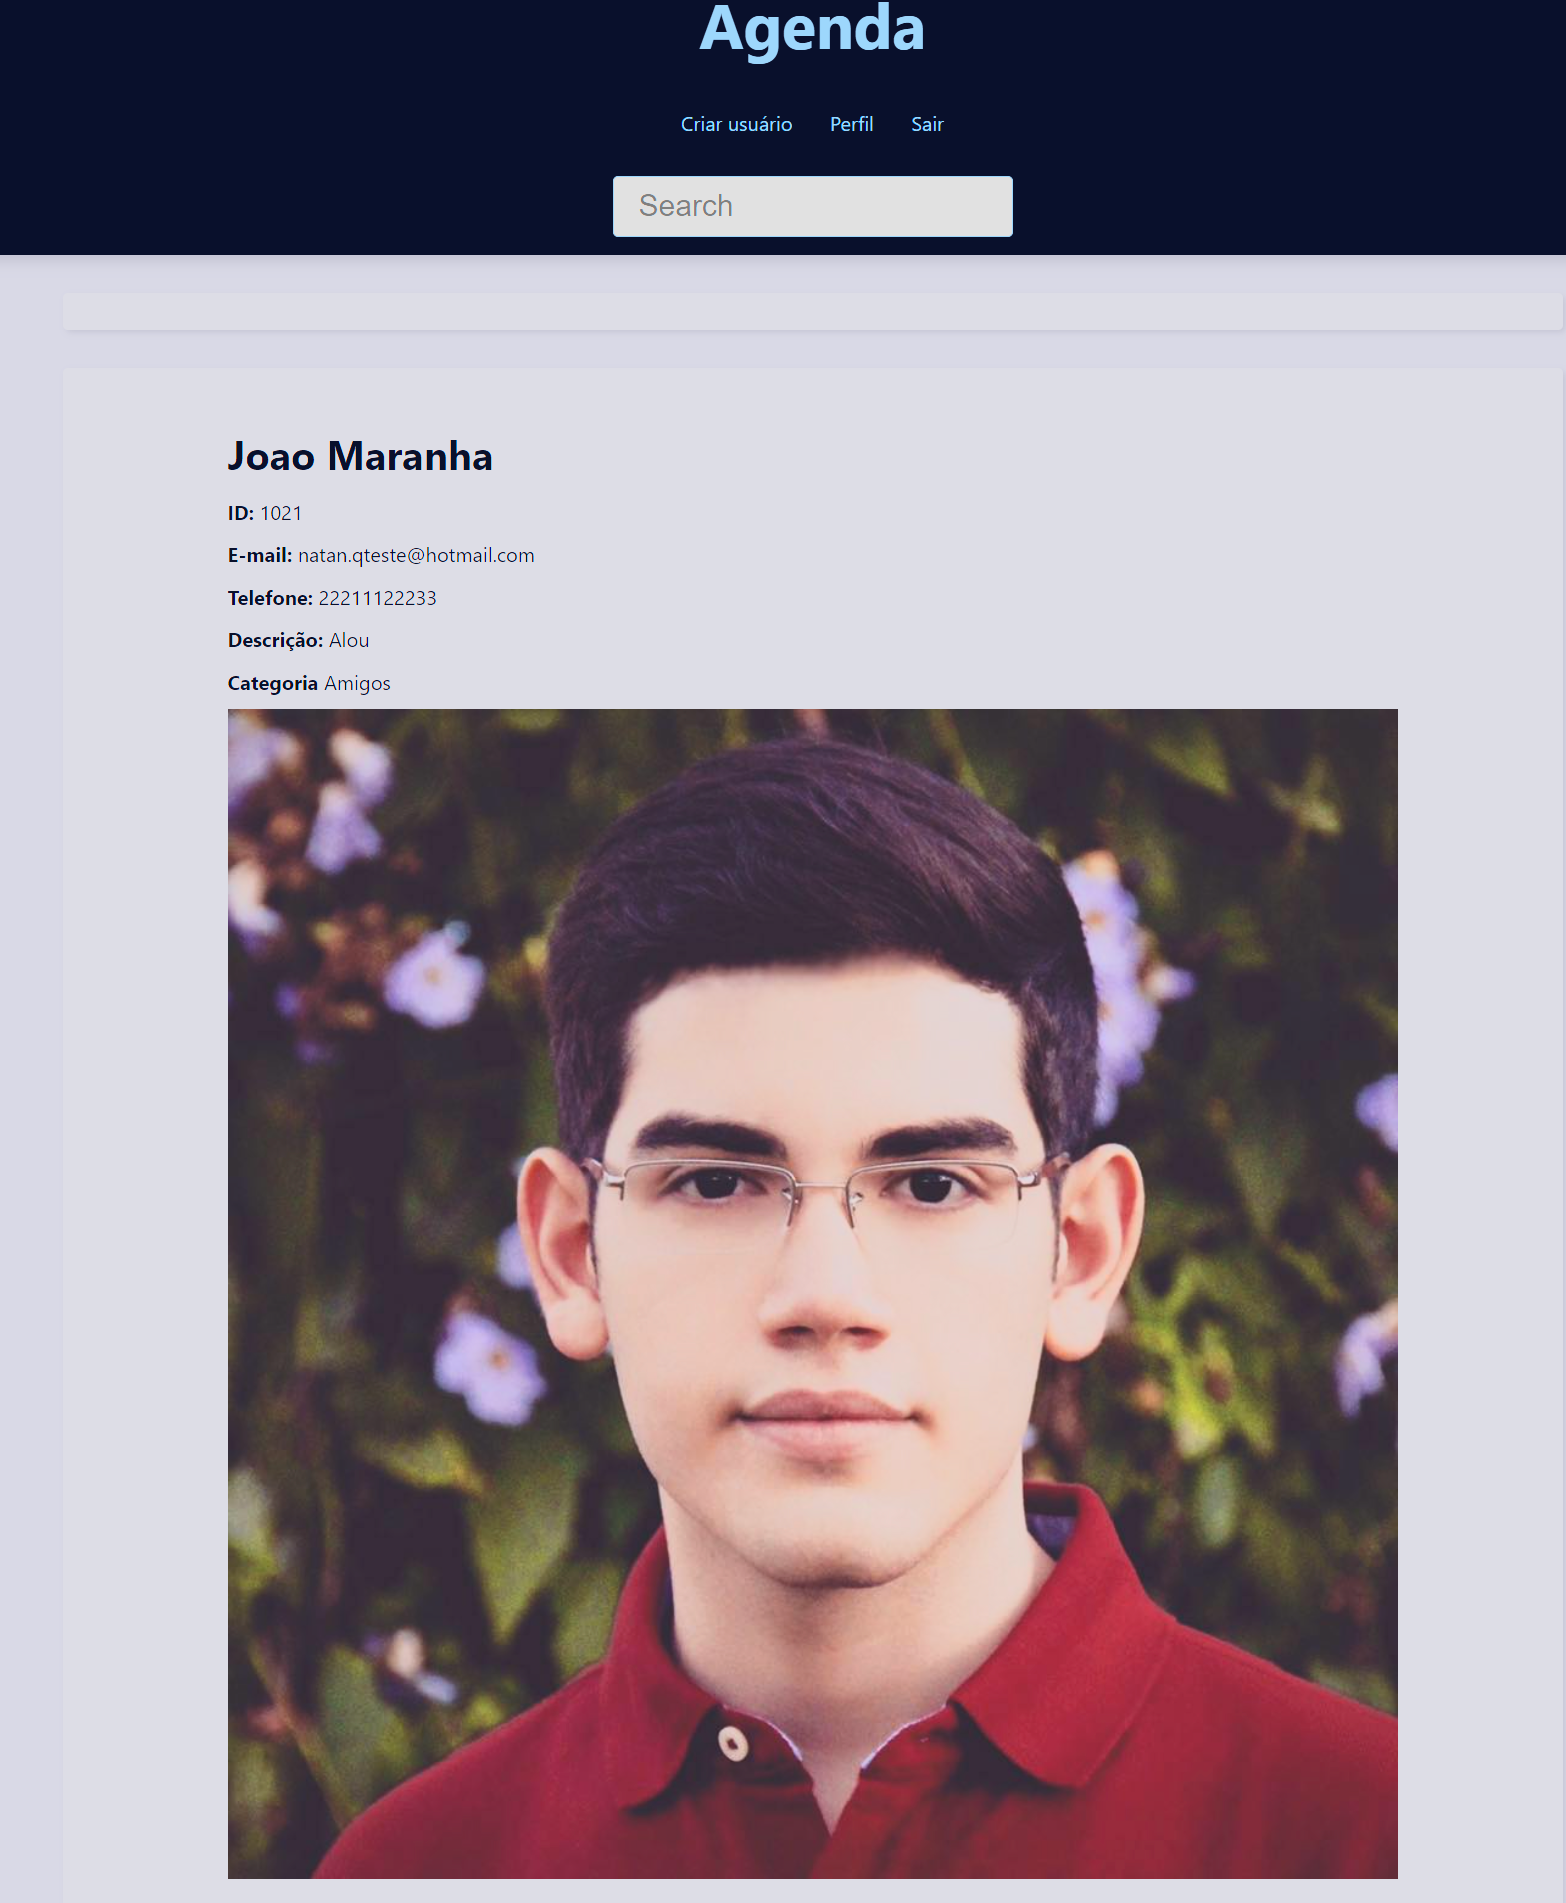 Agenda
Criar usuário Perfil Sair
Search
Joao Maranha
ID: 1021
E-mail: natan.qteste@hotmail.com
Telefone: 22211122233
Descrição: Alou
Categoria Amigos